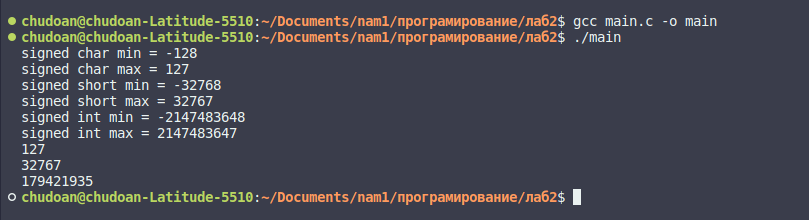 chudoan@chudoan-Latitude-5510:~/Documents/nam1/програмирование/лаб2$ gcc main.c -o main
chudoan@chudoan-Latitude-5510:~/Documents/nam1/програмирование/лаб2$ ./main
signed char min = -128
signed char max = 127
signed short min = -32768
signed short max = 32767
signed int min = -2147483648
signed int max = 2147483647
127
32767
179421935
chudoan@chudoan-Latitude-5510:~/Documents/nam1/програмирование/лаб2$